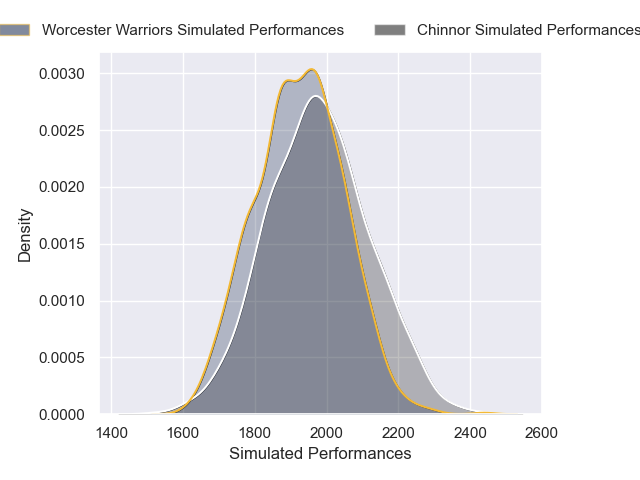 Worcester Warriors Simulated Performances
Chinnor Simulated Performances
0.0030
0.0025
0.0020
0.0015
0.0010
0.0005
0.0000
Density
1400 1600 1800 2000 2200 2400 2600
Simulated Performances